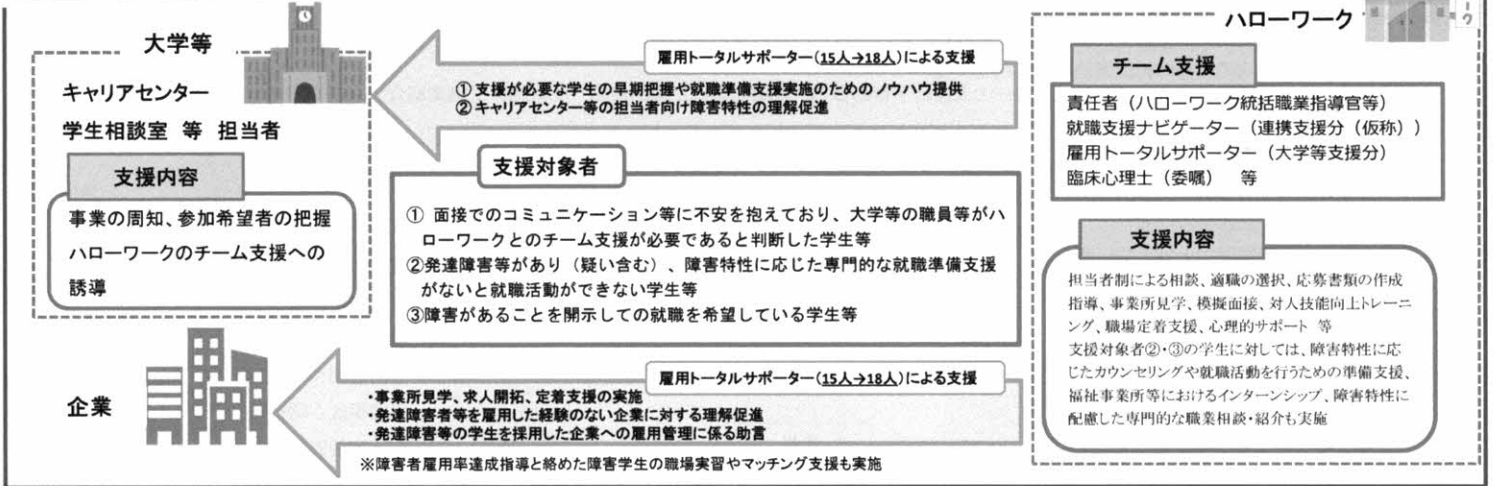 大学等
キャリアセンター
学生相談室 等 担当者
支援内容
事業の周知、参加希望者の把握
ハローワークのチーム支援への
誘導
雇用トータルサポーター(15人→18人)による支援
① 支援が必要な学生の早期把握や就職準備支援実施のためのノウハウ提供
② キャリアセンター等の担当者向け障害特性の理解促進
支援対象者
① 面接でのコミュニケーション等に不安を抱えており、大学等の職員等がハ
ローワークとのチーム支援が必要であると判断した学生等
②発達障害等があり(疑い含む)、障害特性に応じた専門的な就職準備支援
がないと就職活動ができない学生等
③障害があることを開示しての就職を希望している学生等
企業
雇用トータルサポーター(15人→18人)による支援
・事業所見学、求人開拓、定着支援の実施
・発達障害者等を雇用した経験のない企業に対する理解促進
・発達障害等の学生を採用した企業への雇用管理に係る助言
※障害者雇用率達成指導と絡めた障害学生の職場実習やマッチング支援も実施
ハローワーク
チーム支援
責任者(ハローワーク統括職業指導官等)
就職支援ナビゲーター(連携支援分(仮称))
雇用トータルサポーター(大学等支援分)
臨床心理士(委嘱) 等
支援内容
担当者制による相談、適職の選択、応募書類の作成
指導、事業所見学、模擬面接、対人技能向上トレーニ
ング、職場定着支援、心理的サポート 等
支援対象者②・③の学生に対しては、障害特性に応
じたカウンセリングや就職活動を行うための準備支援、
福祉事業所等におけるインターンシップ、障害特性に
配慮した専門的な職業相談・紹介も実施